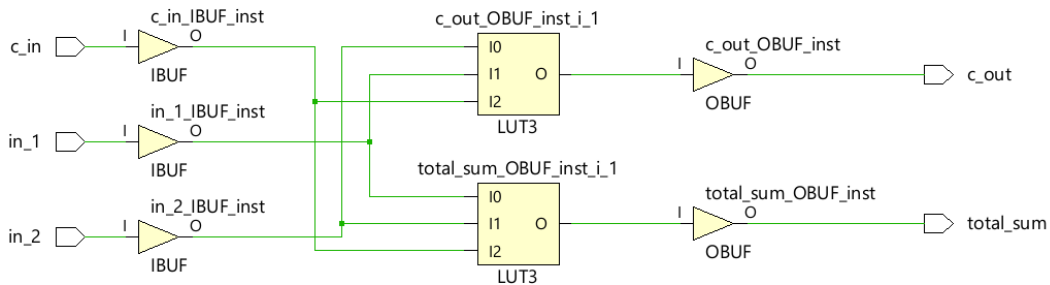 c_in
I
c_in_IBUF_inst
O
IBUF
in_1
I
in_1_IBUF_inst
O
IBUF
in_2
I
in_2_IBUF_inst
O
IBUF
c_out_OBUF_inst_i_1
I0
I1
I2
O
LUT3
total_sum_OBUF_inst_i_1
I0
I1
I2
O
LUT3
c_out_OBUF_inst
I
O
OBUF
c_out
total_sum_OBUF_inst
I
O
OBUF
total_sum